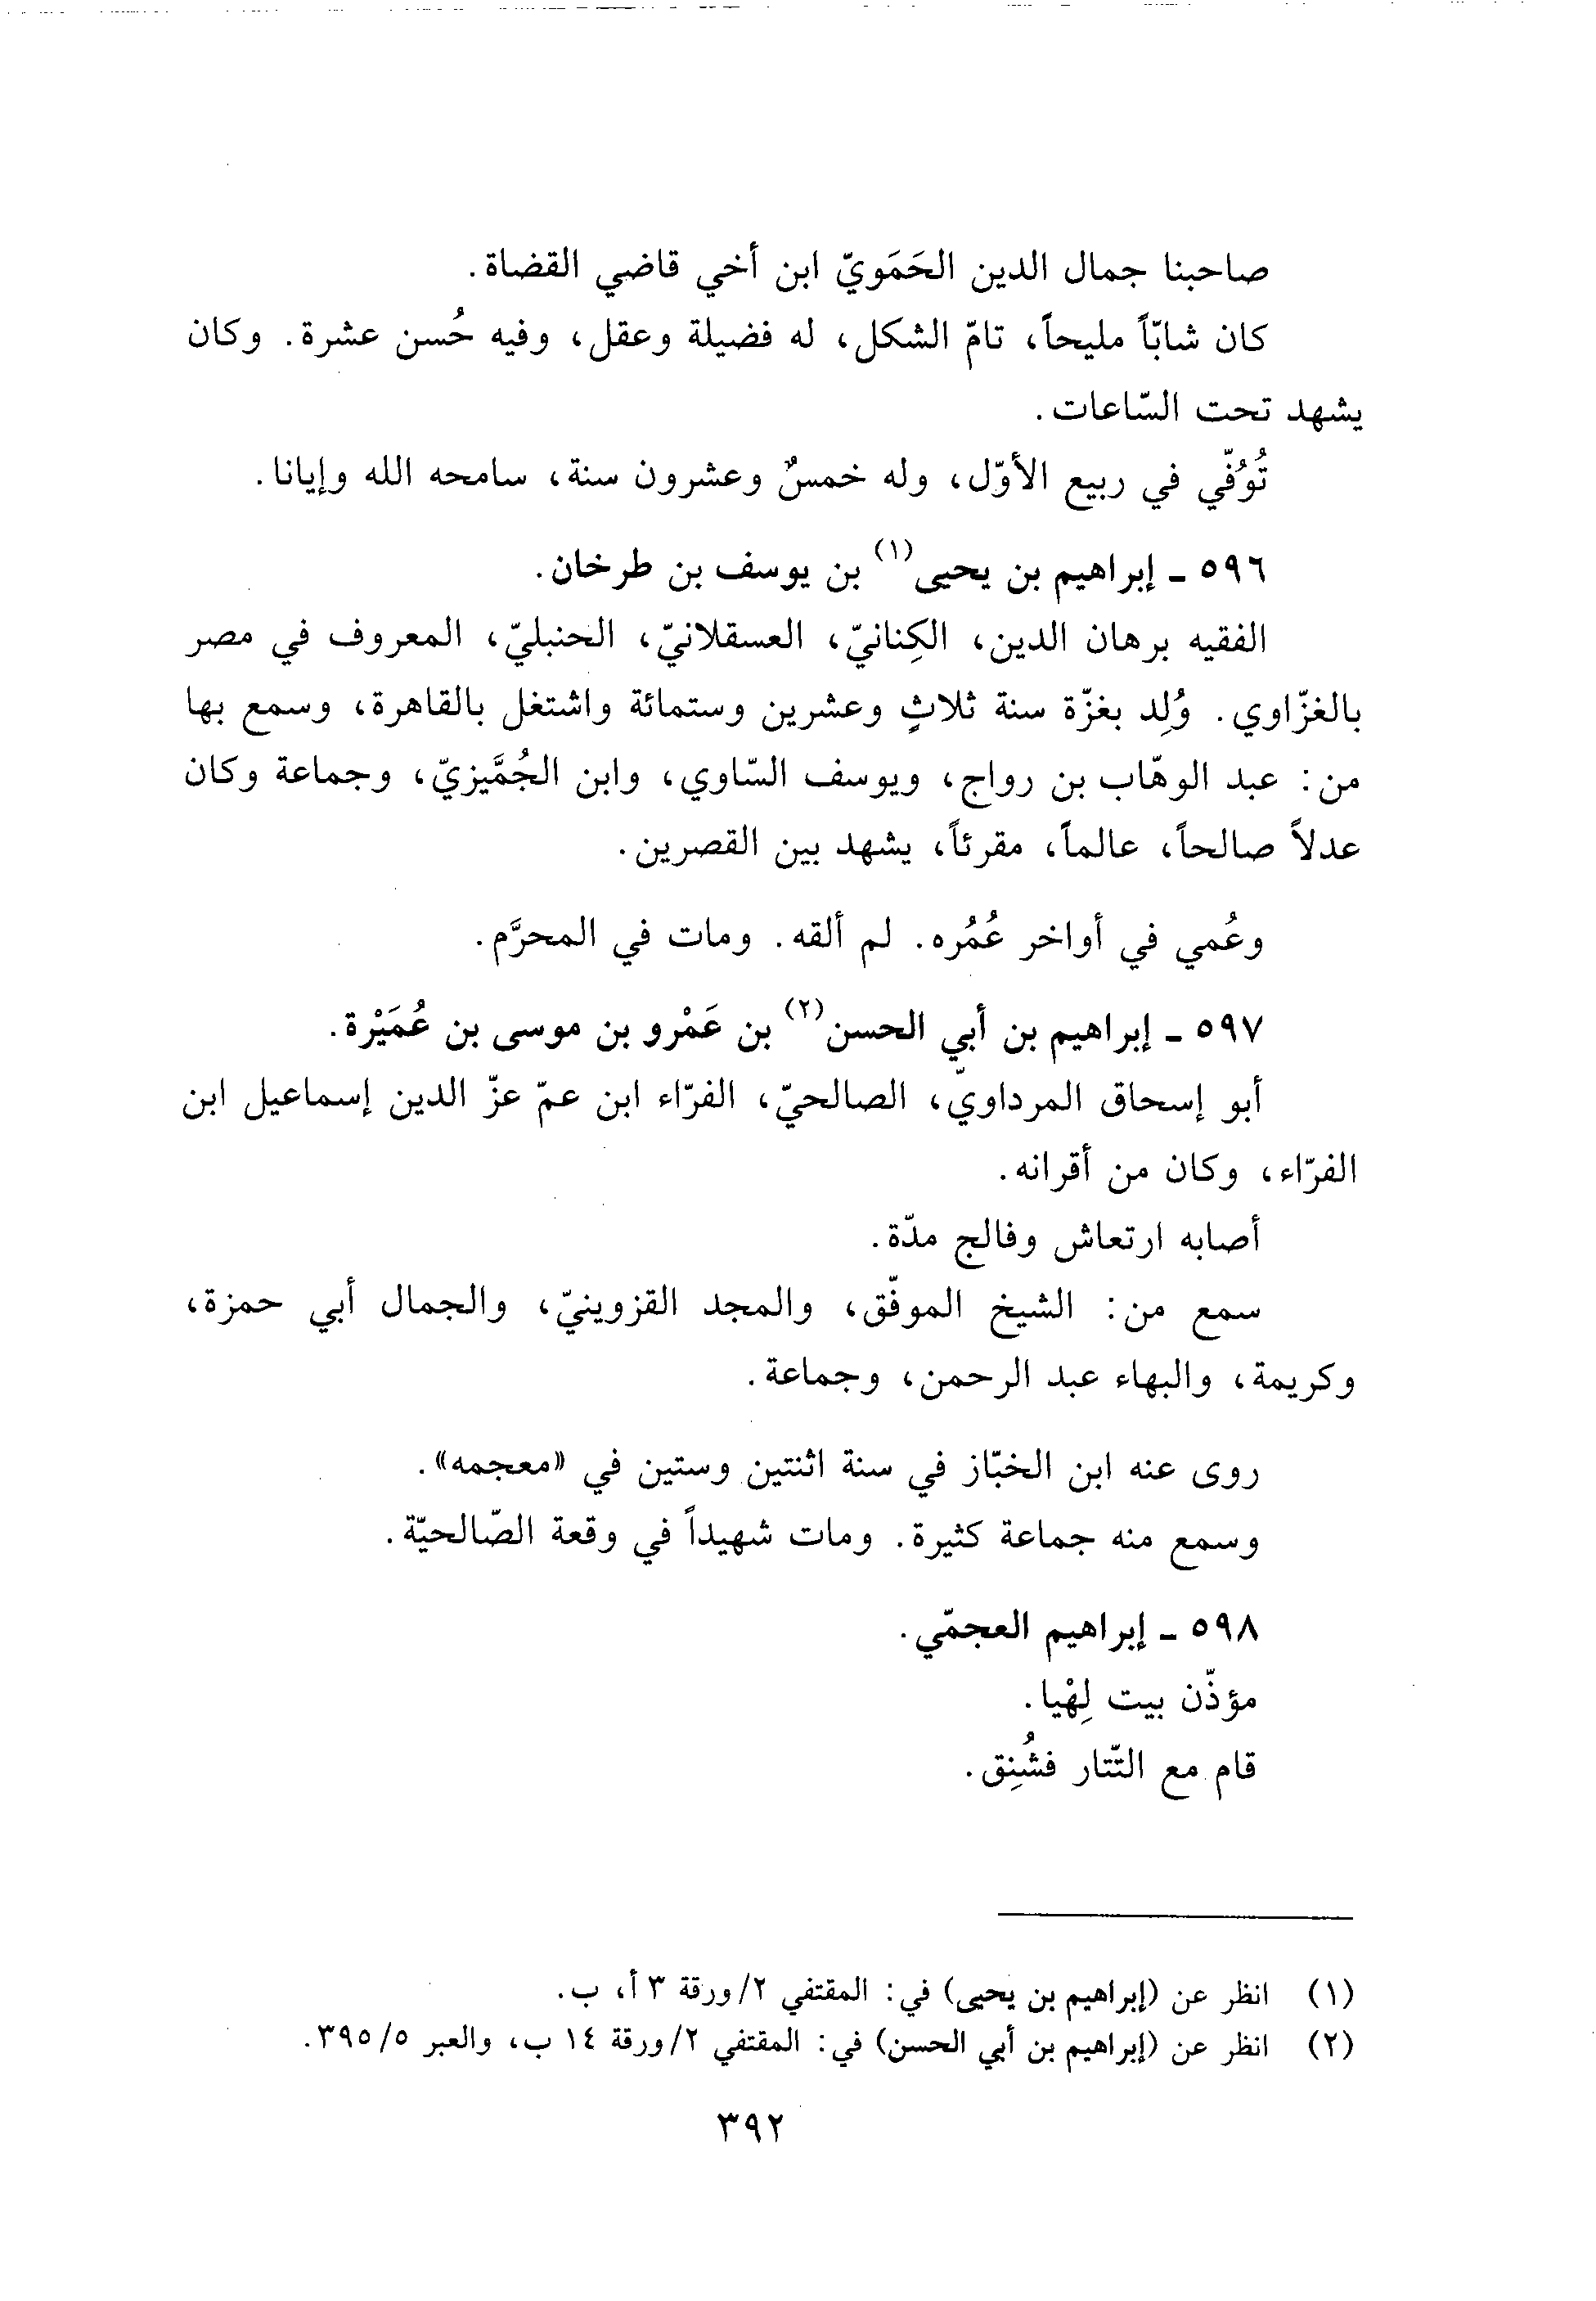 صاحبنا جمال الدين الحَمَويّ ابن أخي قاضي القضاة.
كان شابّاً مليحاً، تامّ الشكل، له فضيلة وعقل، وفيه حُسن عشرة. وكان
يشهد تحت السّاعات.
تُوُفّي في ربيع الأوّل، وله خمسٌ وعشرون سنة، سامحه الله وإيانا.
٥٩٦ - إبراهيم بن يحيى(١) بن يوسف بن طرخان.
الفقيه برهان الدين، الكِنانيّ، العسقلانيّ، الحنبليّ، المعروف في مصر
بالغزّاوي. وُلِد بغزّة سنة ثلاثٍ وعشرين وستمائة واشتغل بالقاهرة، وسمع بها
من: عبد الوهّاب بن رواج، ويوسف السّاوي، وابن الجُمَّيزيّ، وجماعة وكان
عدلاً صالحاً، عالماً، مقرئاً، يشهد بين القصرين.
وعُمي في أواخر عُمُره. لم ألقه. ومات في المحرَّم.
٥٩٧ - إبراهيم بن أبي الحسن(٢) بن عَمْرو بن موسى بن عُمَيْرة.
أبو إسحاق المرداويّ، الصالحيّ، الفرّاء ابن عمّ عزّ الدين إسماعيل ابن
الفرّاء، وكان من أقرانه.
أصابه ارتعاش وفالج مدّة.
سمع من: الشيخ الموفّق، والمجد القزوينيّ، والجمال أبي حمزة،
وكريمة، والبهاء عبد الرحمن، وجماعة.
روى عنه ابن الخبّاز في سنة اثنتين وستين في «معجمه».
وسمع منه جماعة كثيرة. ومات شهيداً في وقعة الصّالحيّة.
٥٩٨ - إبراهيم العجمّي.
مؤذّن بيت لِهْيا.
قام مع التّتار فشُنِق.
(١) انظر عن (إبراهيم بن يحيى) في: المقتفي ٢/ورقة ٣ أ، ب.
(٢) انظر عن (إبراهيم بن أبي الحسن) في: المقتفي ٢/ورقة ١٤ ب، والعبر ٣٩٥/٥.
٣٩٢